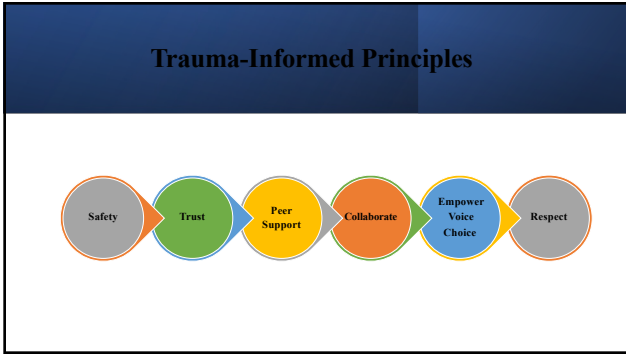 Trauma-Informed Principles
Safety
Trust
Peer
Support
Collaborate
Empower
Voice
Choice
Respect